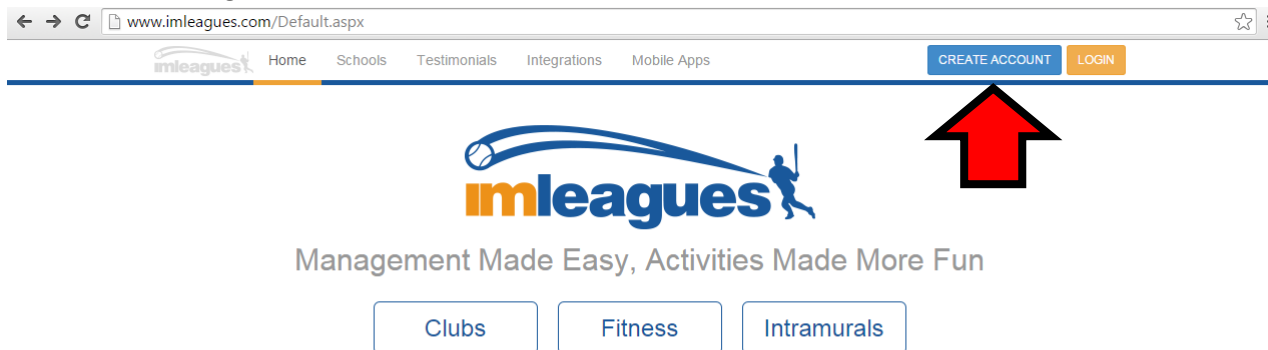 www.imleagues.com/Default.aspx
imleagues Home Schools Testimonials Integrations Mobile Apps CREATE ACCOUNT LOGIN
imleagues
Management Made Easy, Activities Made More Fun
Clubs Fitness Intramurals